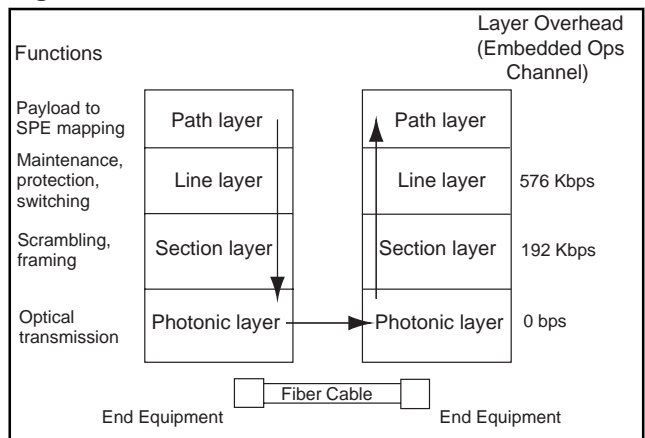 Layer Overhead
(Embedded Ops
Channel)
Functions
Payload to
SPE mapping
Path layer
Path layer
Maintenance,
protection,
switching
Line layer
Line layer
576 Kbps
Scrambling,
framing
Section layer
Section layer
192 Kbps
Optical
transmission
Photonic layer
Photonic layer
0 bps
Fiber Cable
End Equipment
End Equipment